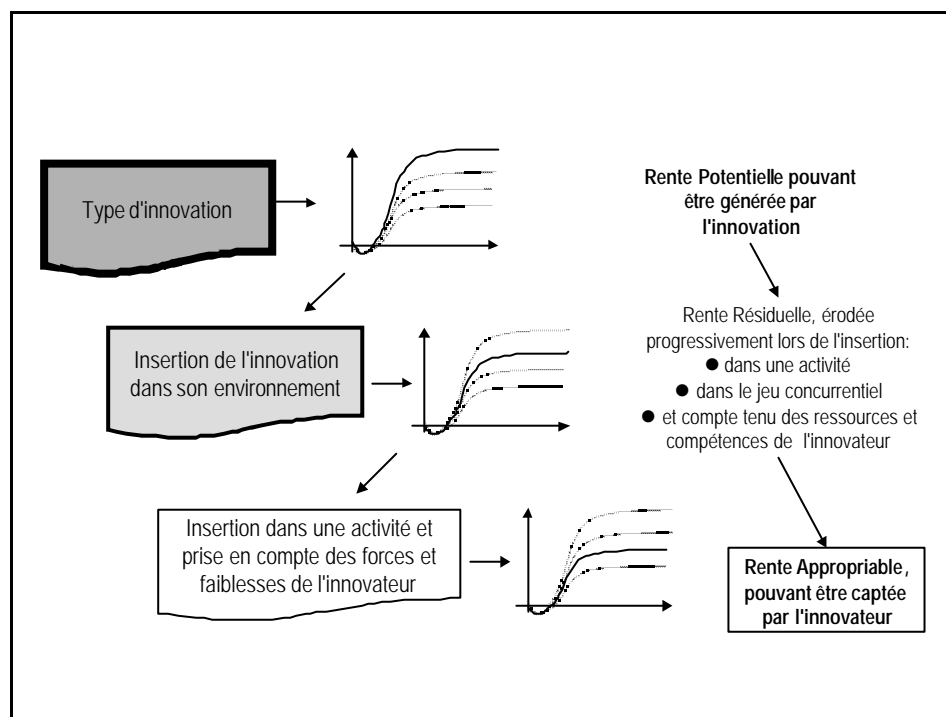 Type d'innovation
Insertion de l'innovation
dans son environnement
Insertion dans une activité et
prise en compte des forces et
faiblesses de l'innovateur
Rente Potentielle pouvant
être générée par
l'innovation
Rente Résiduelle, érodée
progressivement lors de l'insertion:
● dans une activité
● dans le jeu concurrentiel
● et compte tenu des ressources et
compétences de l'innovateur
Rente Appropriable,
pouvant être captée
par l'innovateur